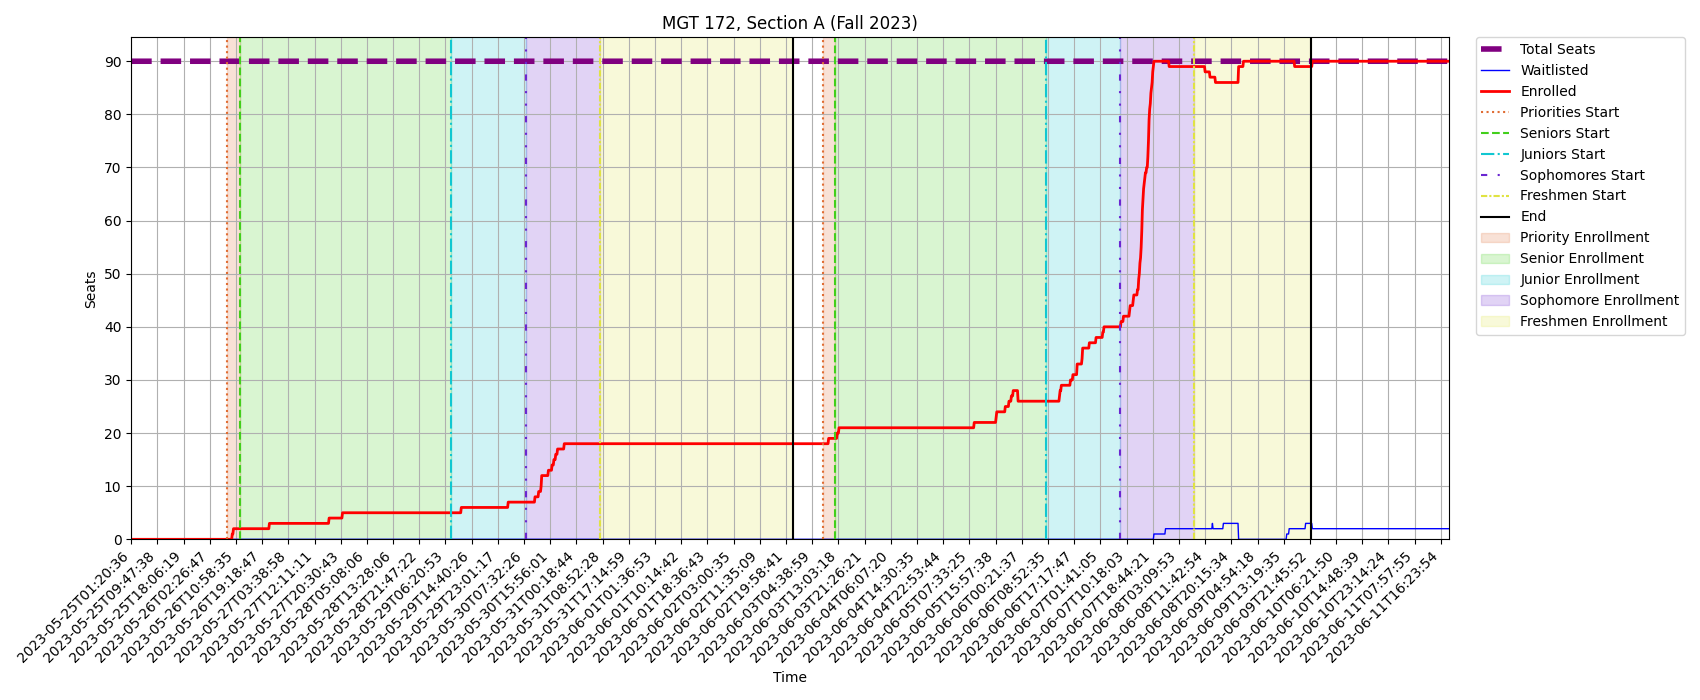 MGT 172, Section A (Fall 2023)
Seats
90
80
70
60
50
40
30
20
10
0
2023-05-25T01:20:36
2023-05-25T09:47:38
2023-05-25T18:06:19
2023-05-26T02:26:47
2023-05-26T10:58:35
2023-05-26T19:18:47
2023-05-27T03:38:58
2023-05-27T12:11:11
2023-05-27T20:30:43
2023-05-28T05:08:06
2023-05-28T13:28:06
2023-05-28T21:47:22
2023-05-29T06:20:53
2023-05-29T14:40:26
2023-05-29T23:01:17
2023-05-30T07:32:26
2023-05-30T15:56:01
2023-05-31T00:18:44
2023-05-31T08:52:28
2023-05-31T17:14:59
2023-06-01T01:36:53
2023-06-01T10:14:42
2023-06-01T18:36:43
2023-06-02T03:00:35
2023-06-02T11:35:09
2023-06-02T19:58:41
2023-06-03T04:38:59
2023-06-03T13:03:18
2023-06-03T21:26:21
2023-06-04T06:07:20
2023-06-04T14:30:35
2023-06-04T22:53:44
2023-06-05T07:33:25
2023-06-05T15:57:38
2023-06-06T00:21:37
2023-06-06T08:52:35
2023-06-06T17:17:47
2023-06-07T01:41:05
2023-06-07T10:18:03
2023-06-07T18:44:21
2023-06-08T03:09:53
2023-06-08T11:42:54
2023-06-08T20:15:34
2023-06-09T04:54:18
2023-06-09T13:19:35
2023-06-09T21:45:52
2023-06-10T06:21:50
2023-06-10T14:48:39
2023-06-10T23:14:24
2023-06-11T07:57:55
2023-06-11T16:23:54
Time
Total Seats
Waitlisted
Enrolled
Priorities Start
Seniors Start
Juniors Start
Sophomores Start
Freshmen Start
End
Priority Enrollment
Senior Enrollment
Junior Enrollment
Sophomore Enrollment
Freshmen Enrollment